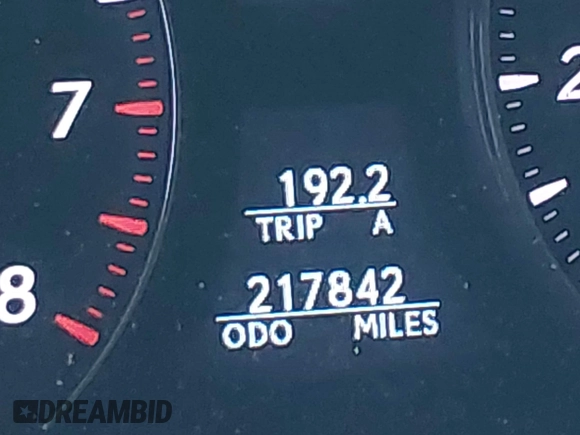 7
8
2
192.2
TRIP A
217842
ODO MILES
DREAMBID